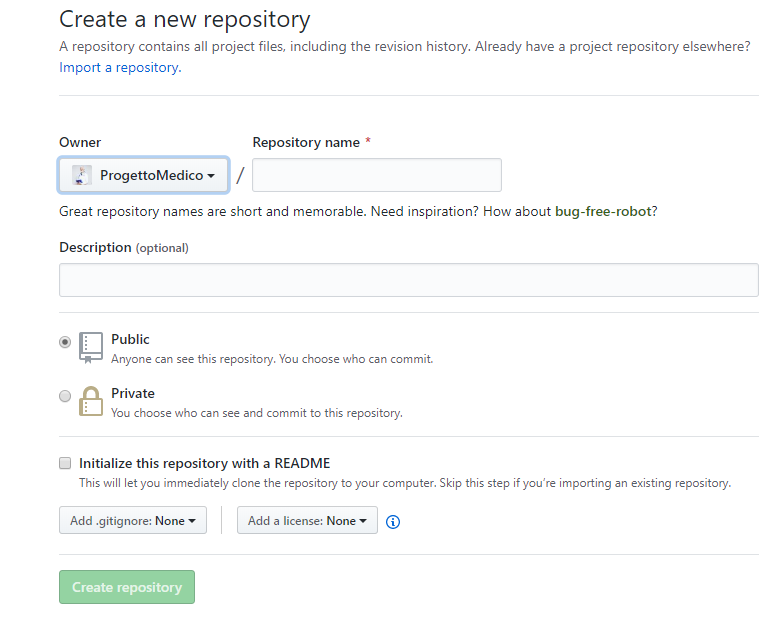 Create a new repository
A repository contains all project files, including the revision history. Already have a project repository elsewhere?
Import a repository.
Owner
Repository name *
ProgettoMedico
/
Great repository names are short and memorable. Need inspiration? How about bug-free-robot?
Description (optional)
Public
Anyone can see this repository. You choose who can commit.
Private
You choose who can see and commit to this repository.
Initialize this repository with a README
This will let you immediately clone the repository to your computer. Skip this step if you’re importing an existing repository.
Add .gitignore: None
Add a license: None
Create repository